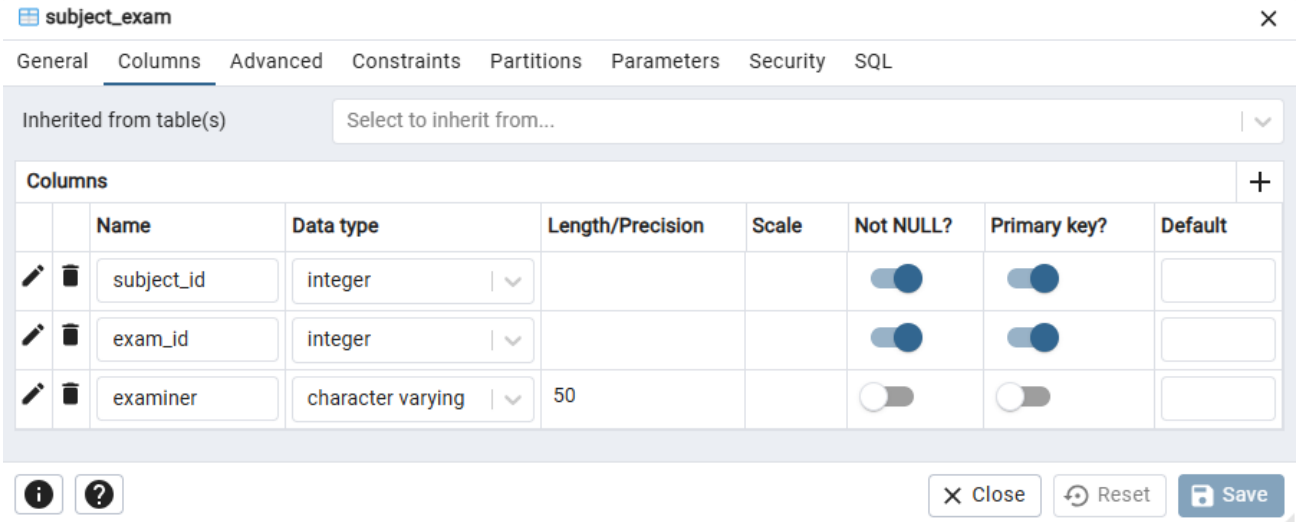 subject_exam
General Columns Advanced Constraints Partitions Parameters Security SQL
Inherited from table(s) Select to inherit from...
Columns
Name Data type Length/Precision Scale Not NULL? Primary key? Default
subject_id integer
exam_id integer
examiner character varying 50
Close Reset Save